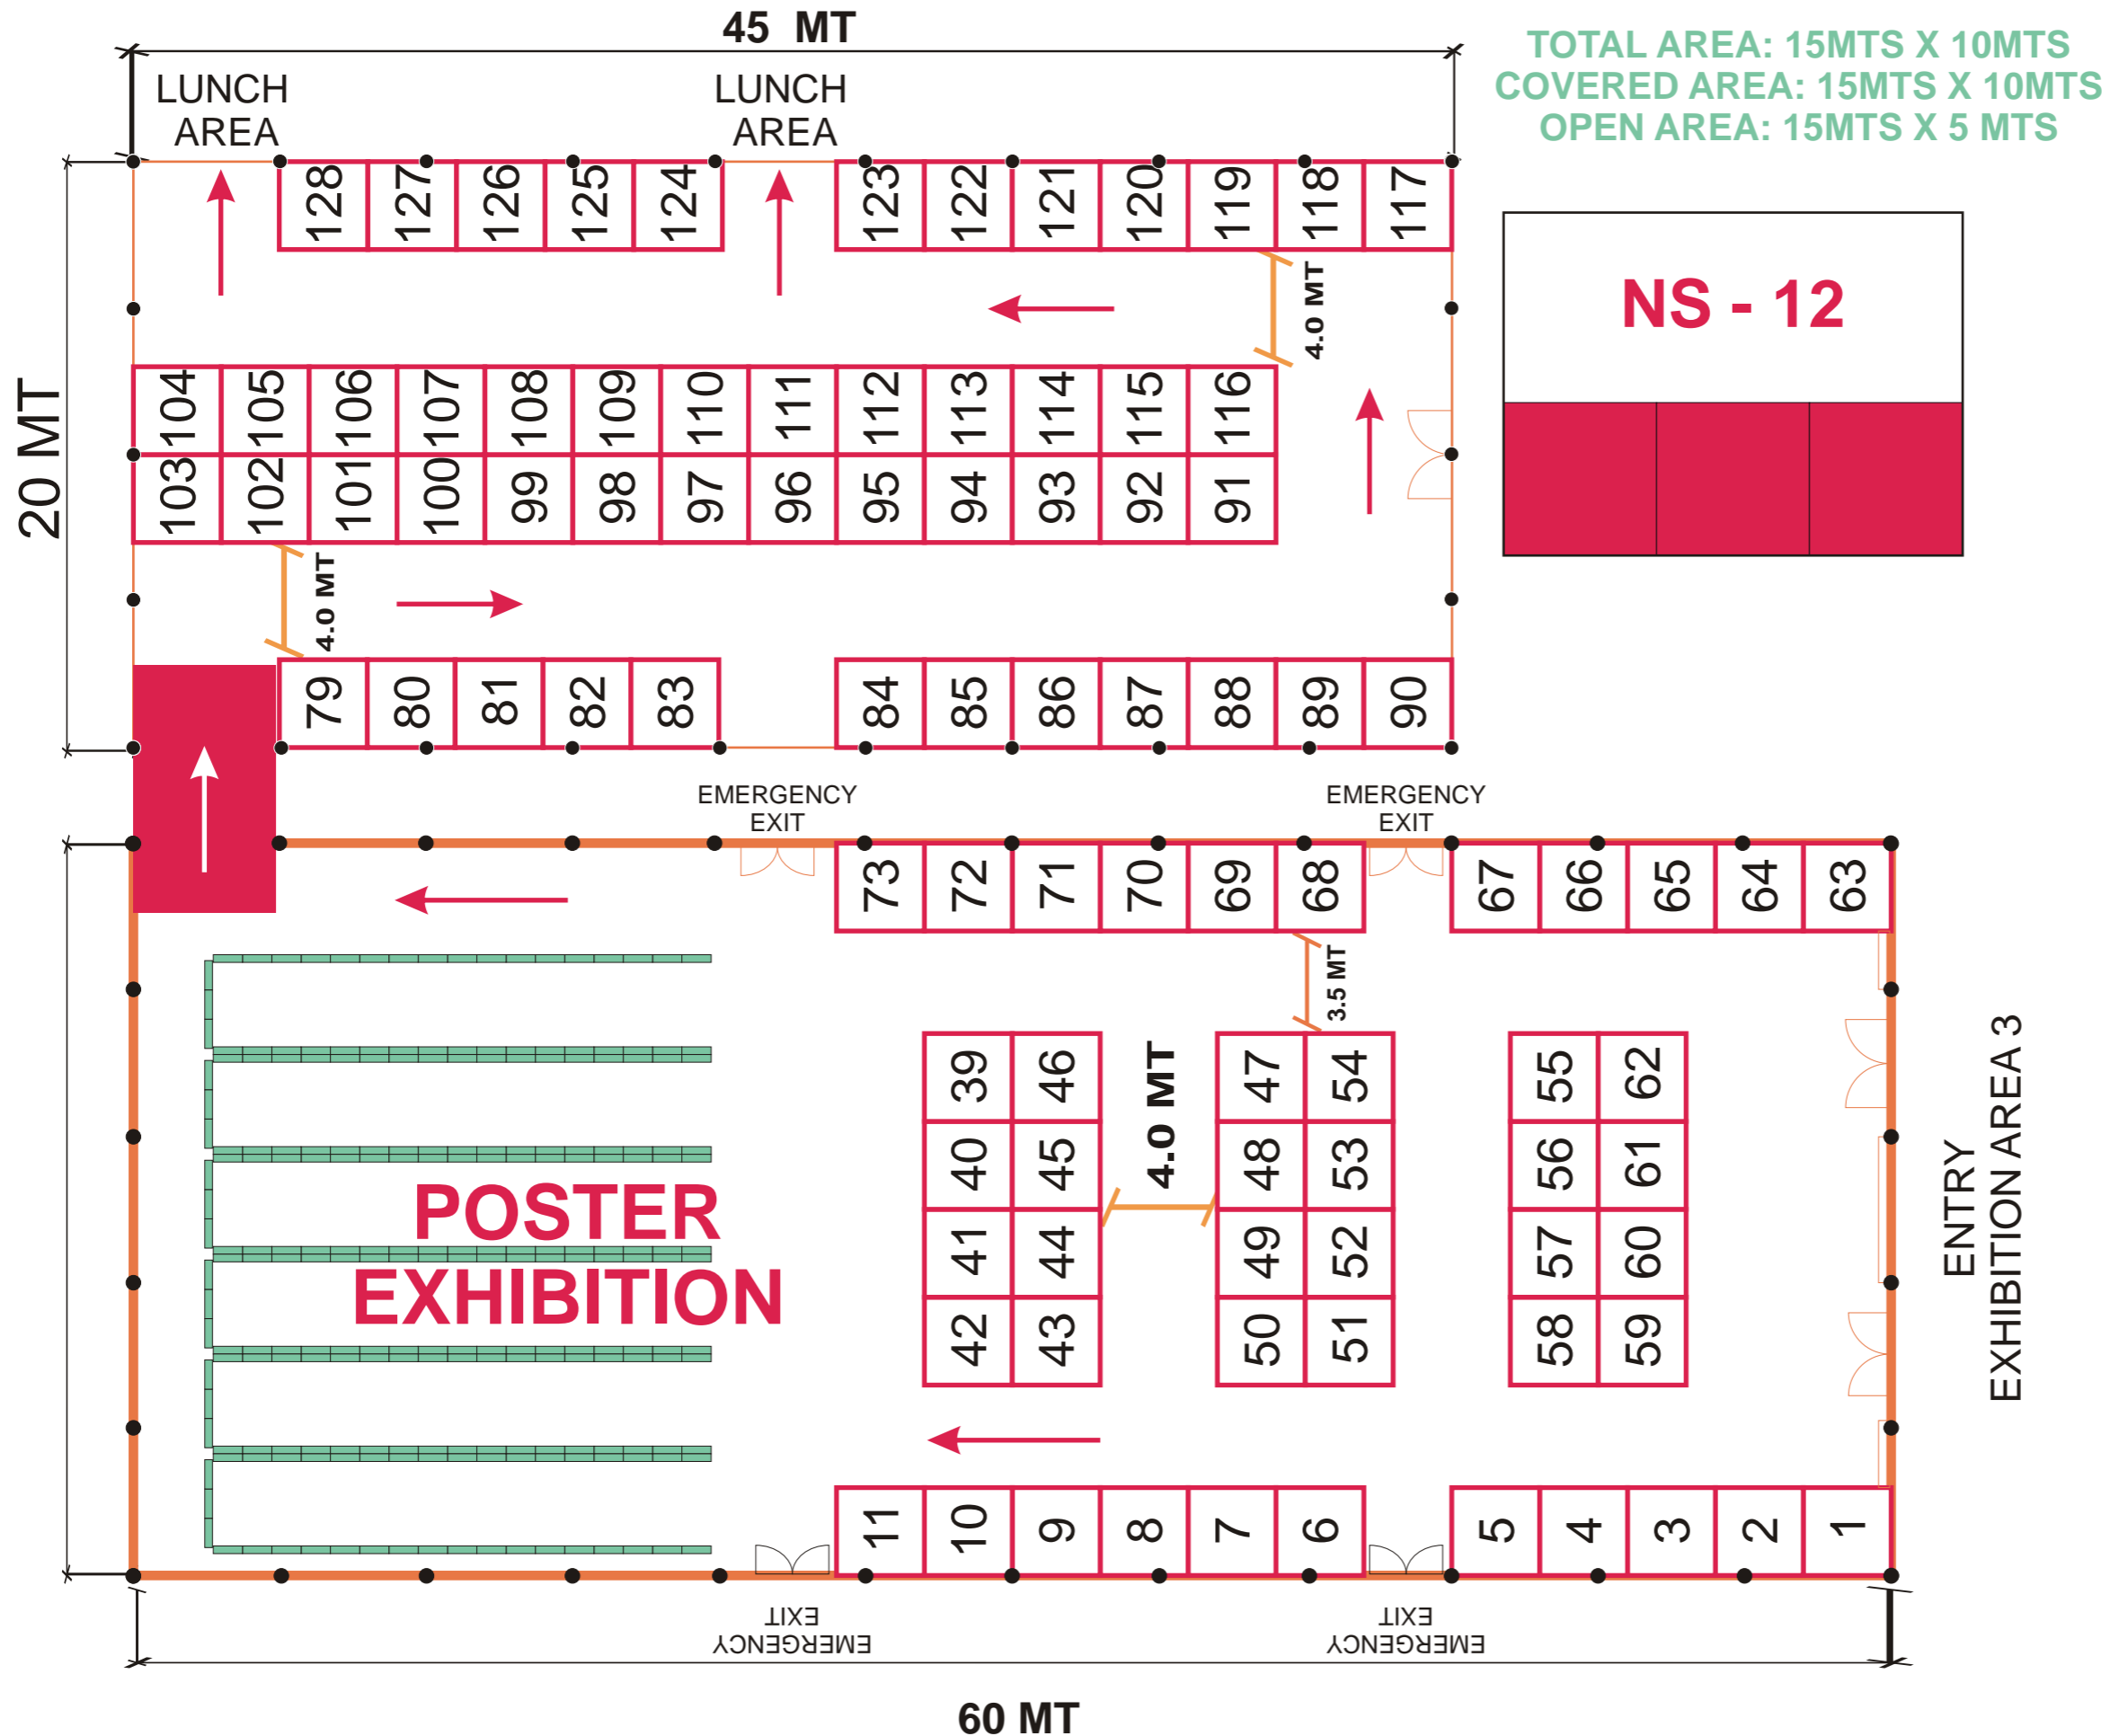 45 MT
TOTAL AREA: 15MTS X 10MTS
COVERED AREA: 15MTS X 10MTS
OPEN AREA: 15MTS X 5 MTS
LUNCH
AREA
LUNCH
AREA
128 127 126 125 124 123 122 121 120 119 118 117
NS - 12
4.0 MT
20 MT
104 105 106 107 108 109 110 111 112 113 114 115 116
103 102 101 100 99 98 97 96 95 94 93 92 91
4.0 MT
79 80 81 82 83 84 85 86 87 88 89 90
EMERGENCY
EXIT
EMERGENCY
EXIT
73 72 71 70 69 68 67 66 65 64 63
3.5 MT
39 46 47 54 55 62
4.0 MT
40 45 48 53 56 61
41 44 49 52 57 60
42 43 50 51 58 59
POSTER
EXHIBITION
ENTRY
EXHIBITION AREA 3
11 10 9 8 7 6 5 4 3 2 1
EMERGENCY
EXIT
EMERGENCY
EXIT
60 MT